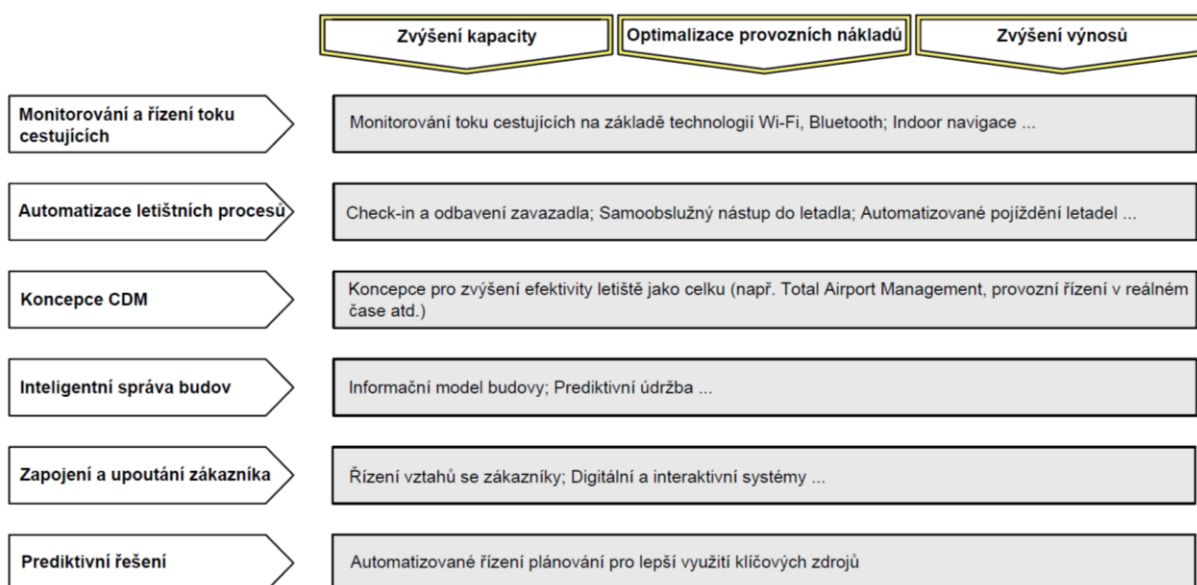 Zvýšení kapacity
Optimalizace provozních nákladů
Zvýšení výnosů
Monitorování a řízení toku
cestujících
Monitorování toku cestujících na základě technologií Wi-Fi, Bluetooth; Indoor navigace ...
Automatizace letištních procesů
Check-in a odbavení zavazadla; Samoobslužný nástup do letadla; Automatizované pojíždění letadel ...
Koncepce CDM
Koncepce pro zvýšení efektivity letiště jako celku (např. Total Airport Management, provozní řízení v reálném
čase atd.)
Inteligentní správa budov
Informační model budovy; Prediktivní údržba ...
Zapojení a upoutání zákazníka
Řízení vztahů se zákazníky; Digitální a interaktivní systémy ...
Prediktivní řešení
Automatizované řízení plánování pro lepší využití klíčových zdrojů